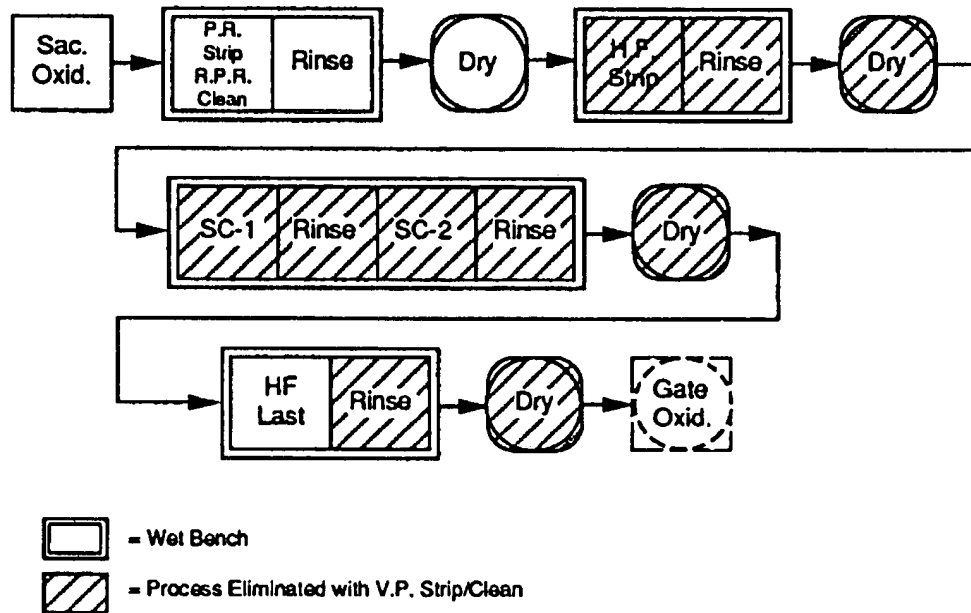 Sac.
Oxid.
P.R.
Strip
R.P.R.
Clean
Rinse
Dry
H.F.
Strip
Rinse
Dry
SC-1
Rinse
SC-2
Rinse
Dry
HF
Last
Rinse
Dry
Gate
Oxid.
= Wet Bench
= Process Eliminated with V.P. Strip/Clean